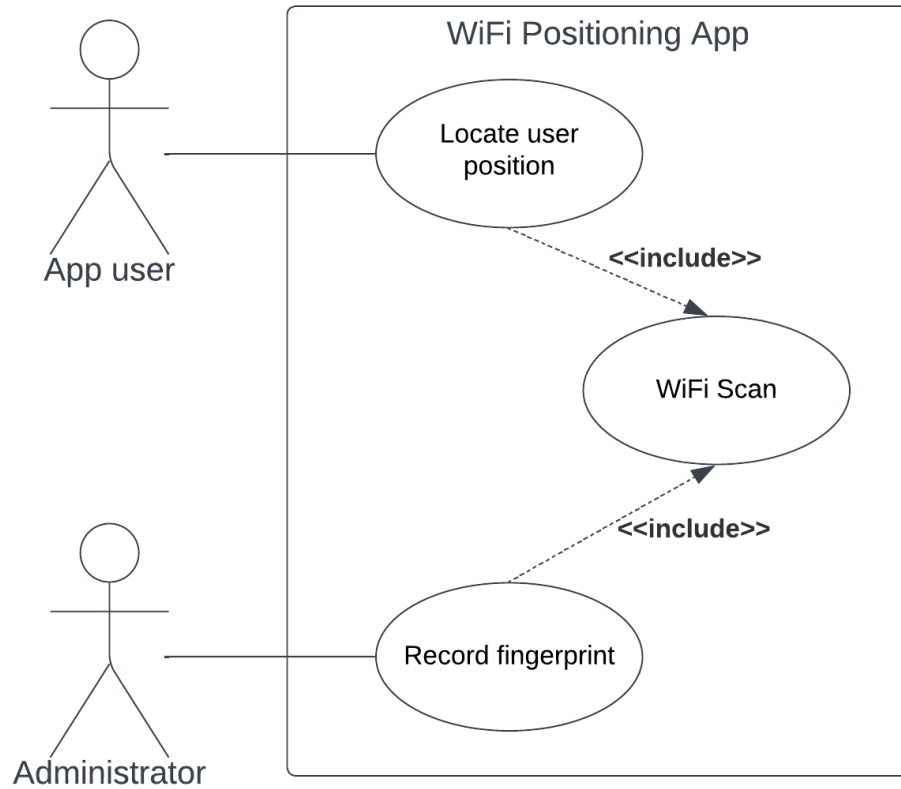 WiFi Positioning App
Locate user
position
App user
<<include>>
WiFi Scan
<<include>>
Record fingerprint
Administrator